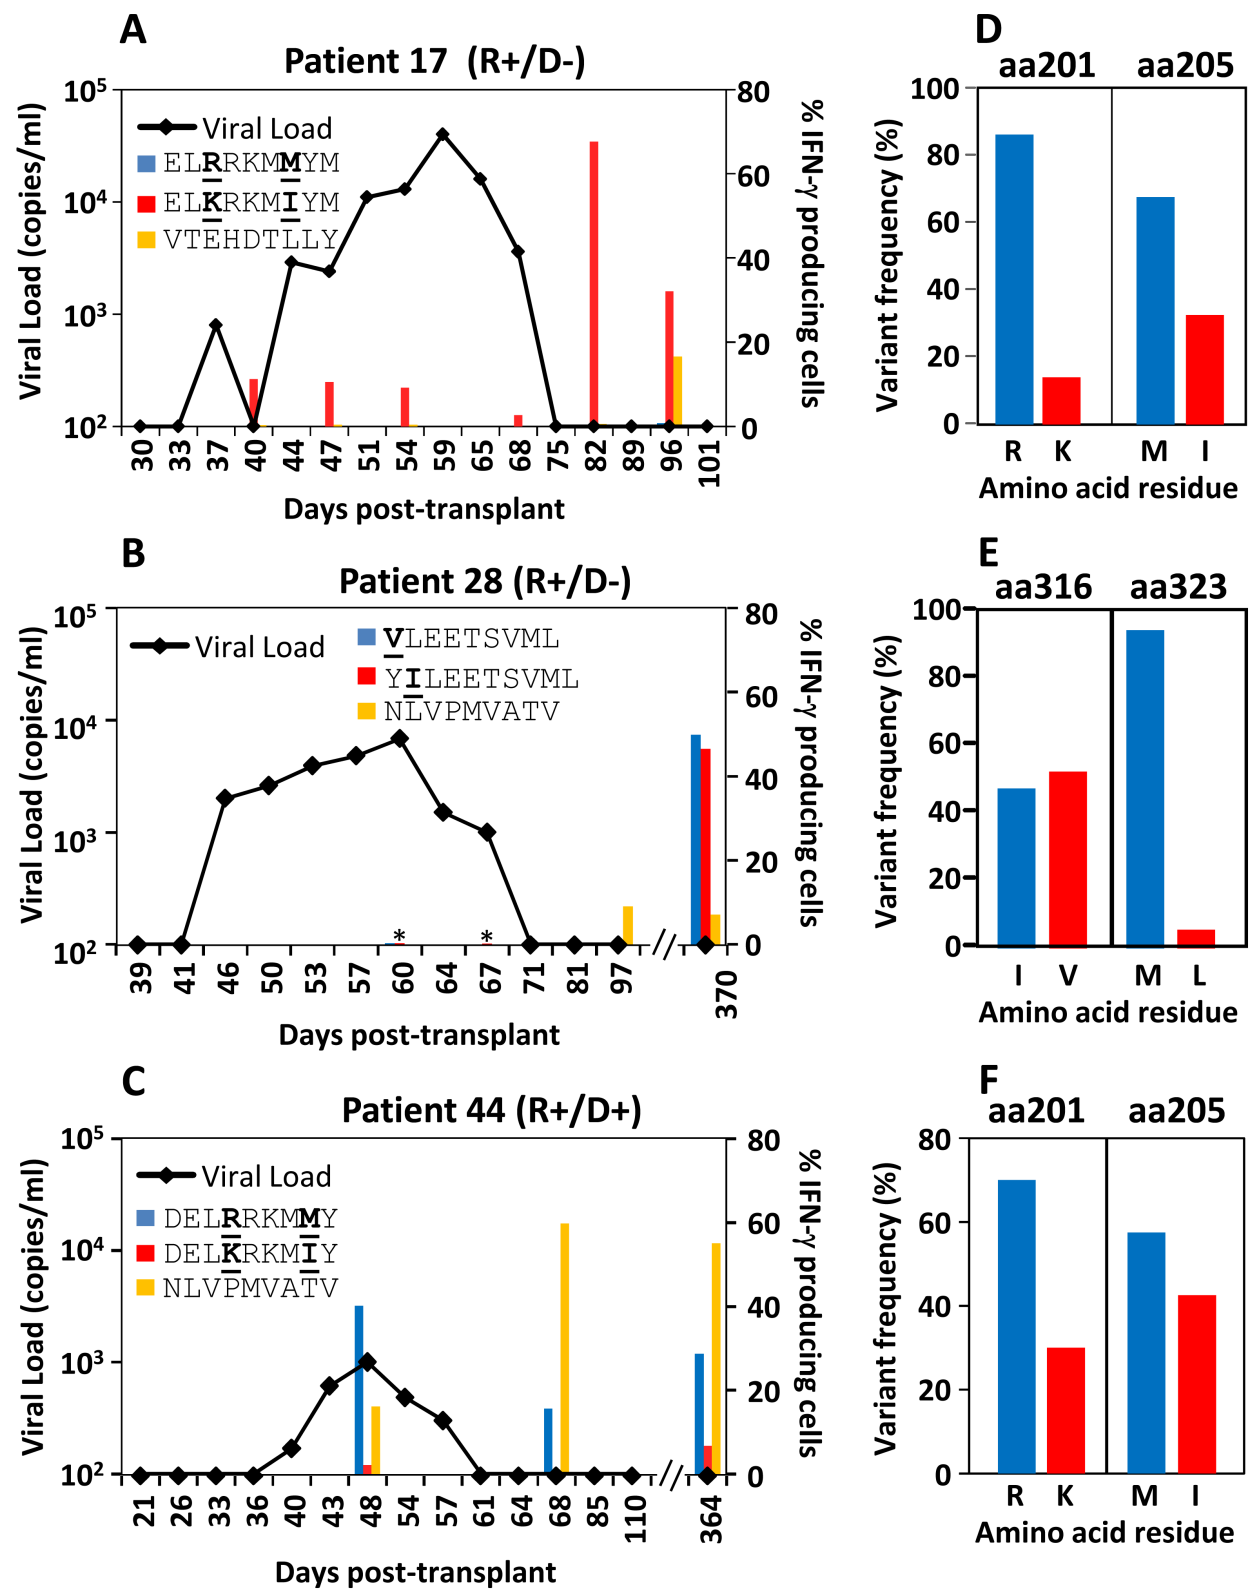 A
Patient 17 (R+/D-)
Viral Load (copies/ml)
10⁵
10⁴
10³
10²
Viral Load
ELRRKMMYM
ELKRKMIYM
VTEHDTLLY
80
60
40
20
0
% IFN-γ producing cells
30 33 37 40 44 47 51 54 59 65 68 75 82 89 96 101
Days post-transplant
D
aa201 aa205
Variant frequency (%)
100
80
60
40
20
0
R K M I
Amino acid residue
B
Patient 28 (R+/D-)
Viral Load (copies/ml)
10⁵
10⁴
10³
10²
Viral Load
VLEETSVML
YILEETSVML
NLVPMVATV
* *
80
60
40
20
0
% IFN-γ producing cells
39 41 46 50 53 57 60 64 67 71 81 97 370
Days post-transplant
E
aa316 aa323
Variant frequency (%)
100
80
60
40
20
0
I V M L
Amino acid residue
C
Patient 44 (R+/D+)
Viral Load (copies/ml)
10⁵
10⁴
10³
10²
Viral Load
DELRRKMMY
DELKRKMIY
NLVPMVATV
80
60
40
20
0
% IFN-γ producing cells
21 26 33 36 40 43 48 54 57 61 64 68 85 110 364
Days post-transplant
F
aa201 aa205
Variant frequency (%)
80
60
40
20
0
R K M I
Amino acid residue